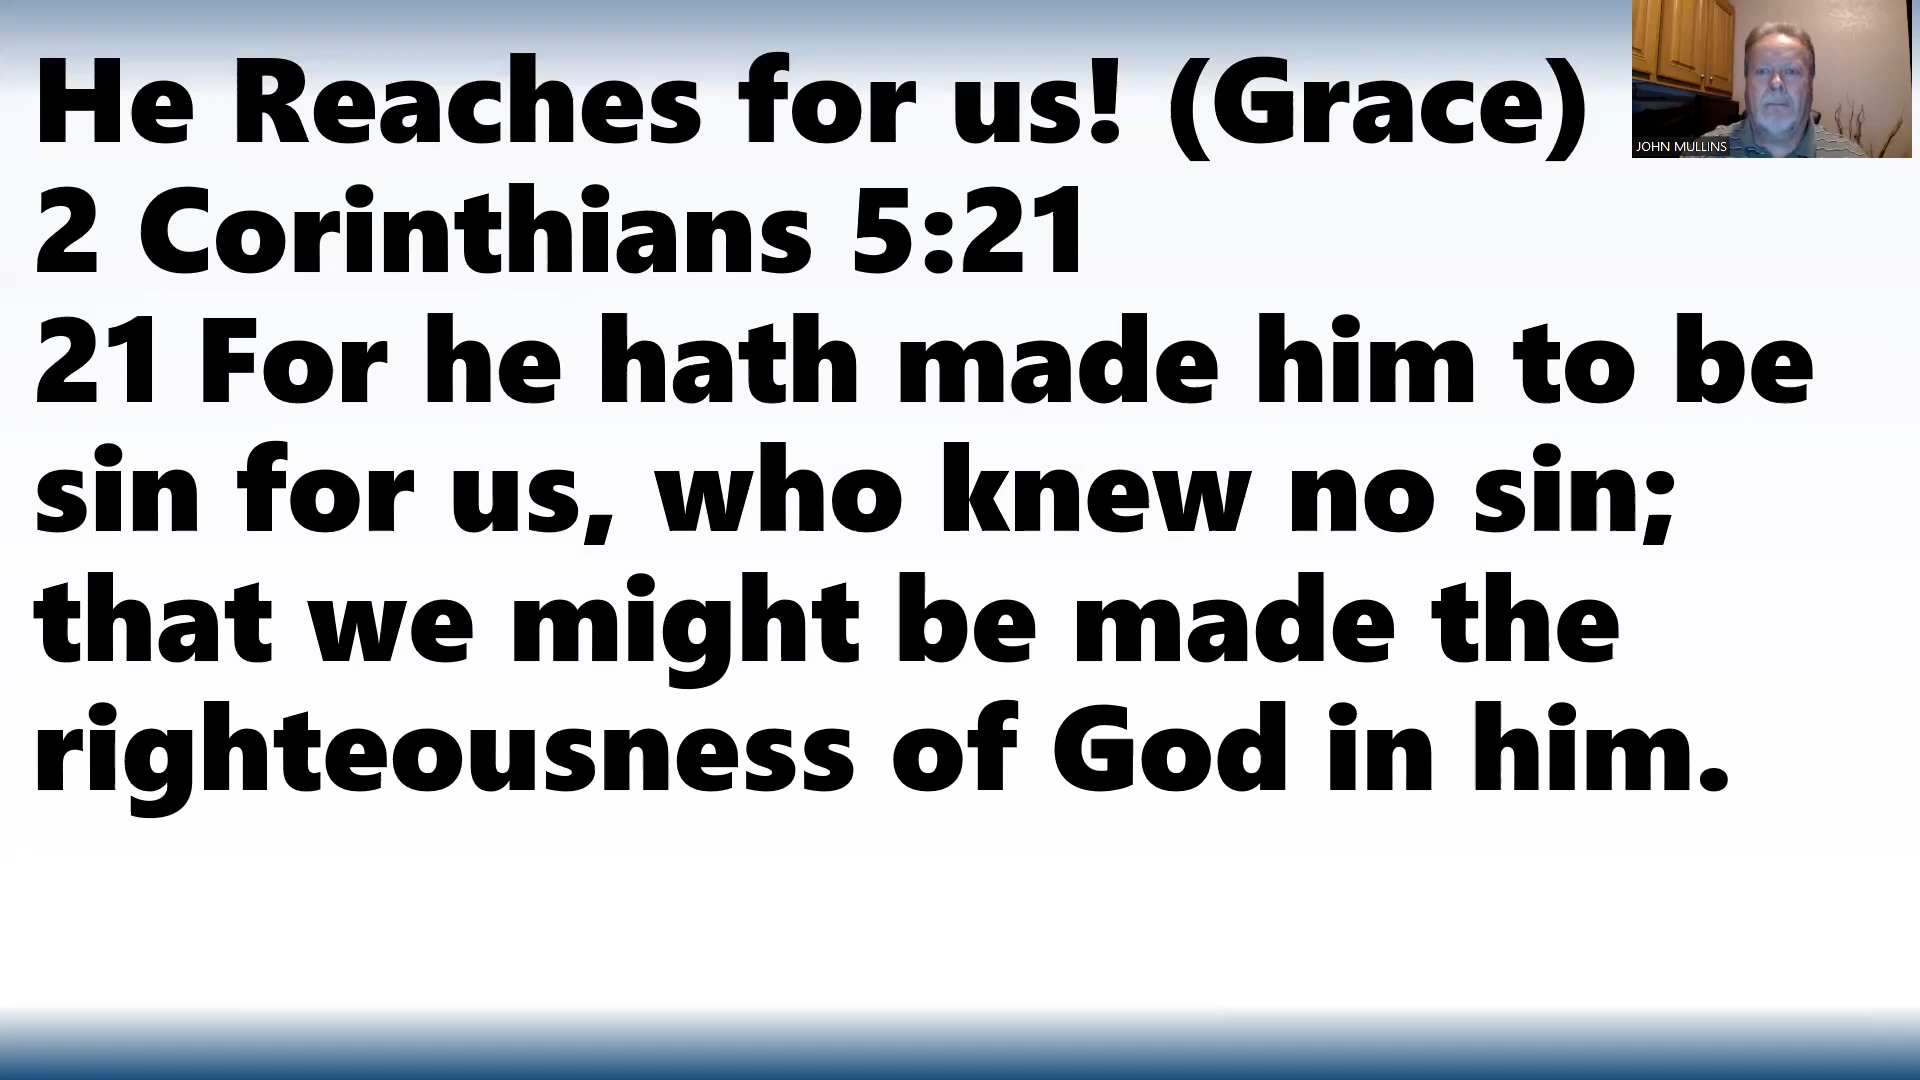 He Reaches for us! (Grace)
JOHN MULLINS
2 Corinthians 5:21
21 For he hath made him to be
sin for us, who knew no sin;
that we might be made the
righteousness of God in him.